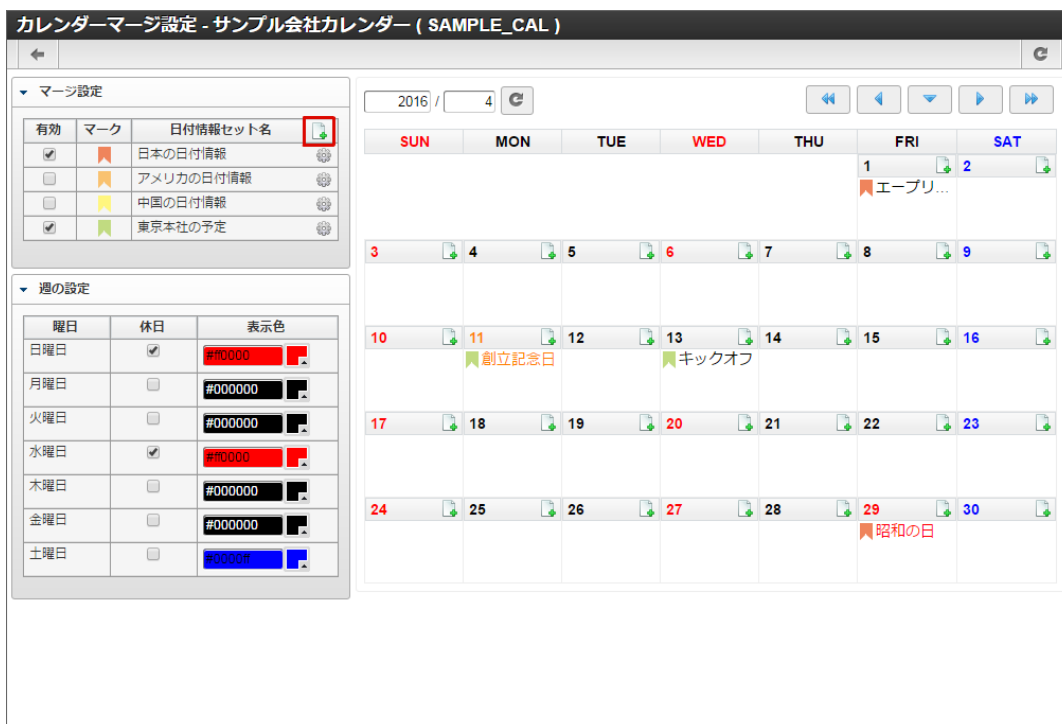 カレンダーマージ設定 - サンプル会社カレンダー ( SAMPLE_CAL )
マージ設定
有効 マーク 日付情報セット名
日本の日付情報
アメリカの日付情報
中国の日付情報
東京本社の予定
週の設定
曜日 休日 表示色
日曜日 #ff0000
月曜日 #000000
火曜日 #000000
水曜日 #ff0000
木曜日 #000000
金曜日 #000000
土曜日 #0000ff
2016 / 4
SUN MON TUE WED THU FRI SAT
1 2
エープリ...
3 4 5 6 7 8 9
10 11 12 13 14 15 16
創立記念日 キックオフ
17 18 19 20 21 22 23
24 25 26 27 28 29 30
昭和の日